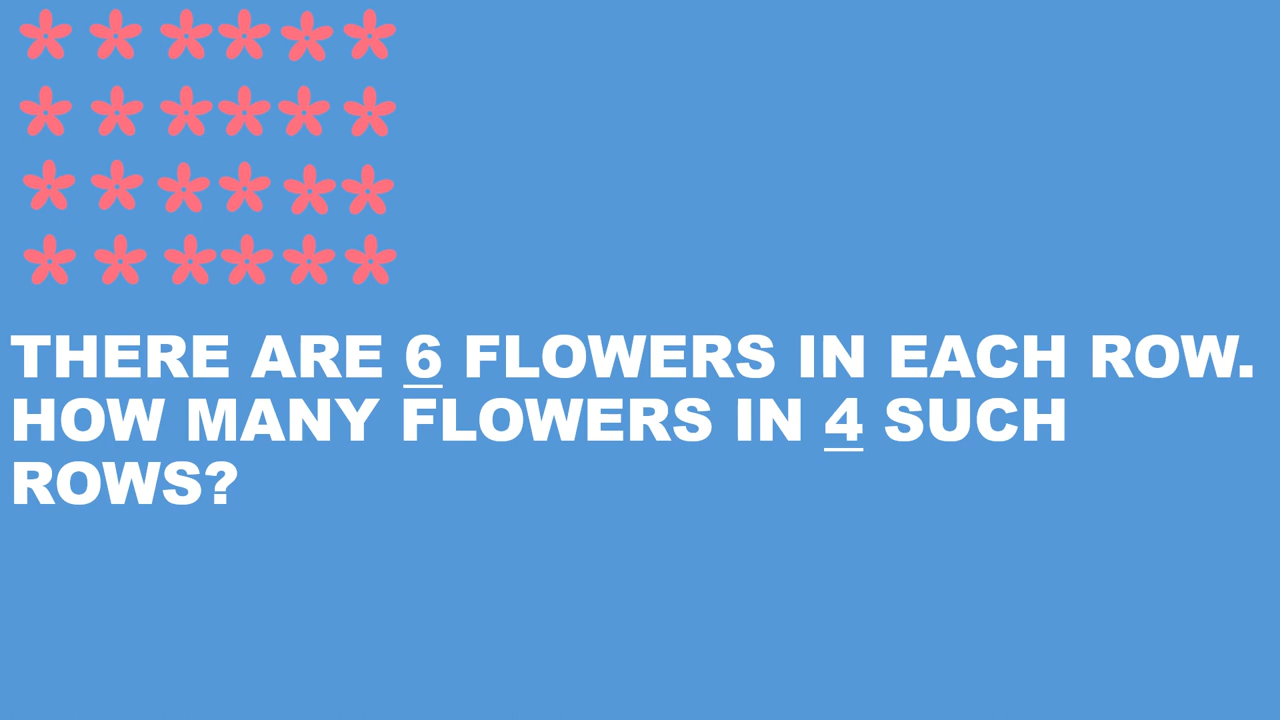 THERE ARE 6 FLOWERS IN EACH ROW.
HOW MANY FLOWERS IN 4 SUCH
ROWS?